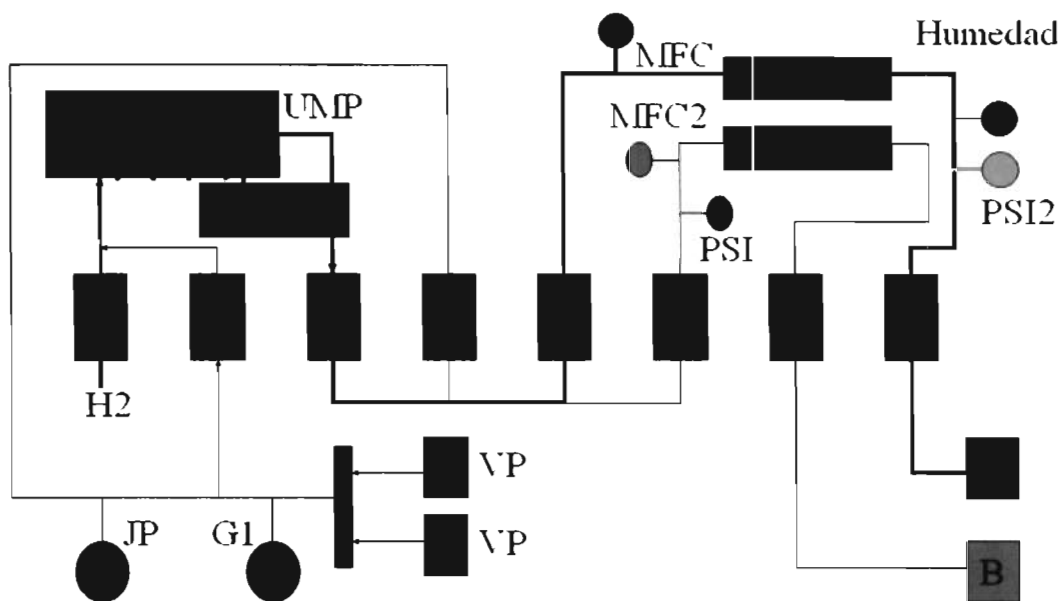 Humedad
MFC
UMP
MFC2
PSI2
PSI
H2
VP
JP
G1
VP
B